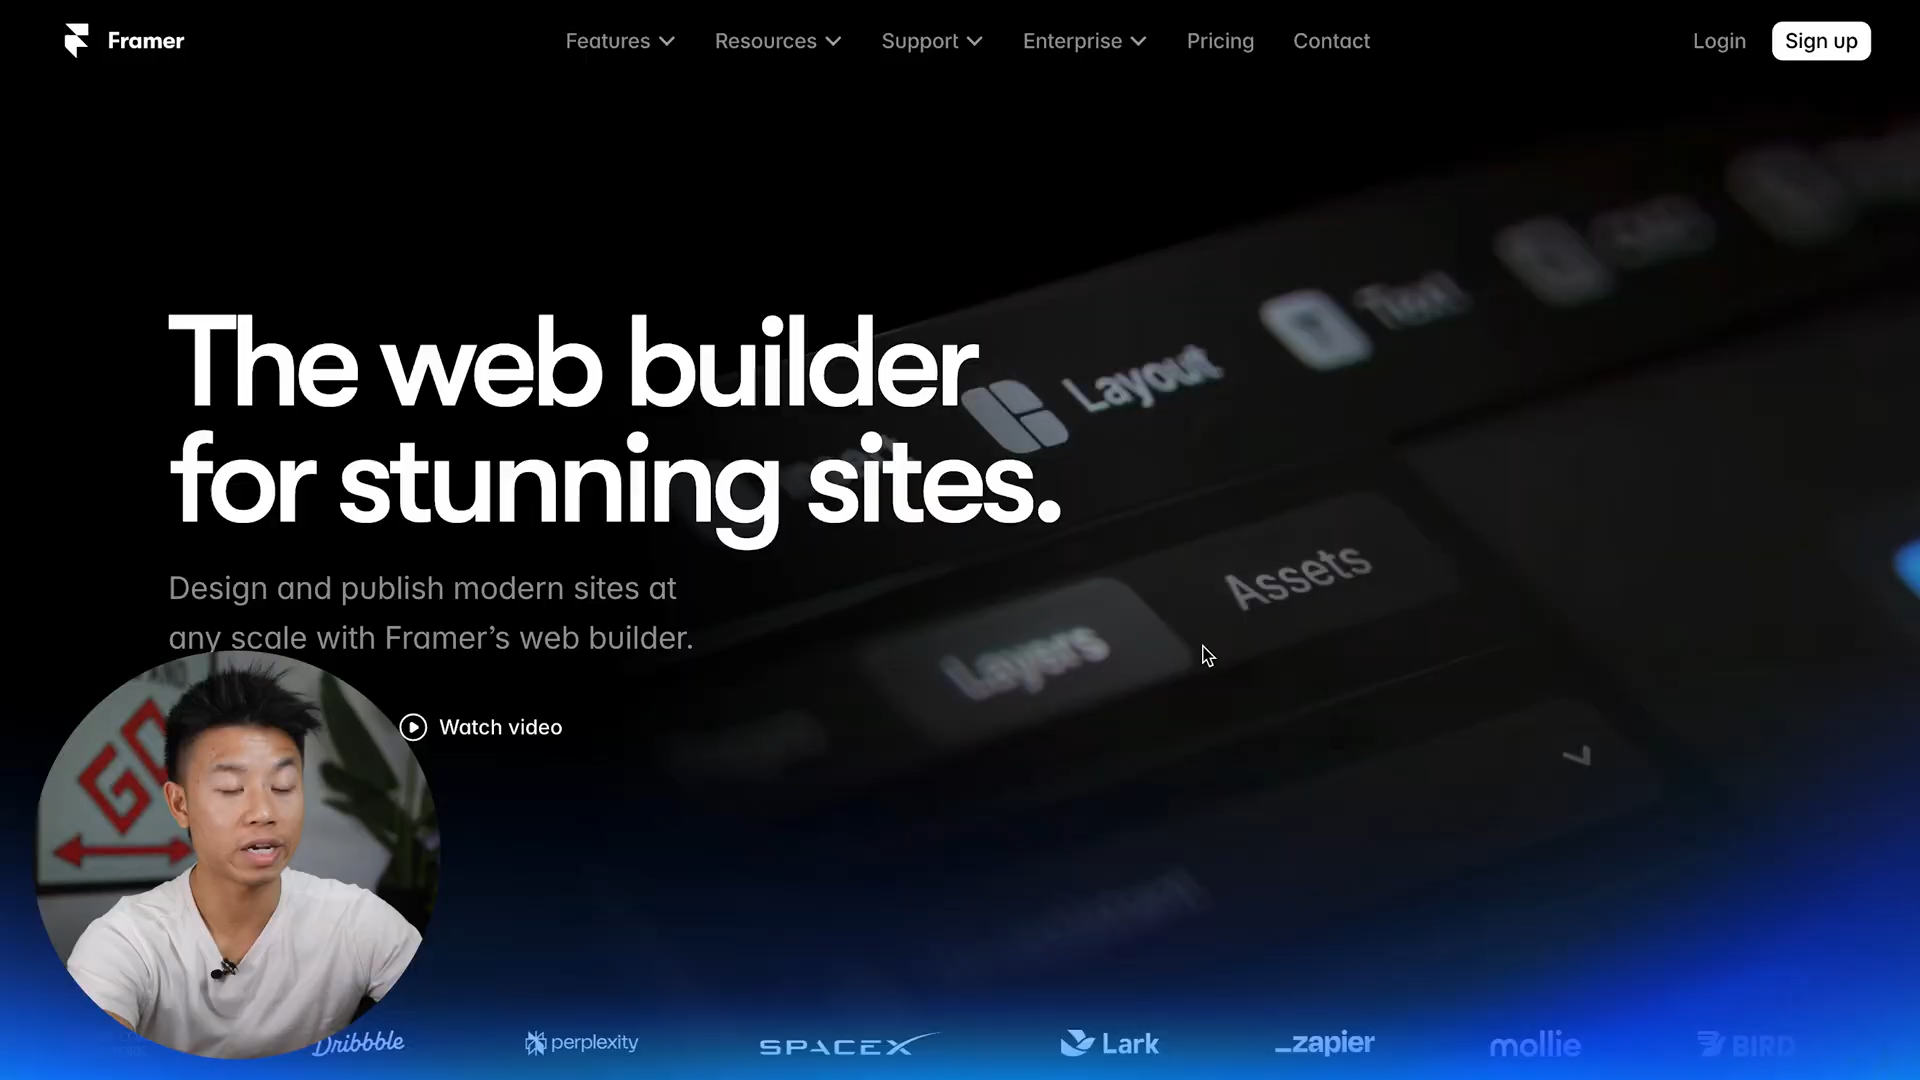 Framer
Features
Resources
Support
Enterprise
Pricing
Contact
Login
Sign up
The web builder
for stunning sites.
Design and publish modern sites at
any scale with Framer’s web builder.
Layout
Text
Layers
Assets
Watch video
GO
Dribbble
perplexity
SPACEX
Lark
zapier
mollie
BIRD